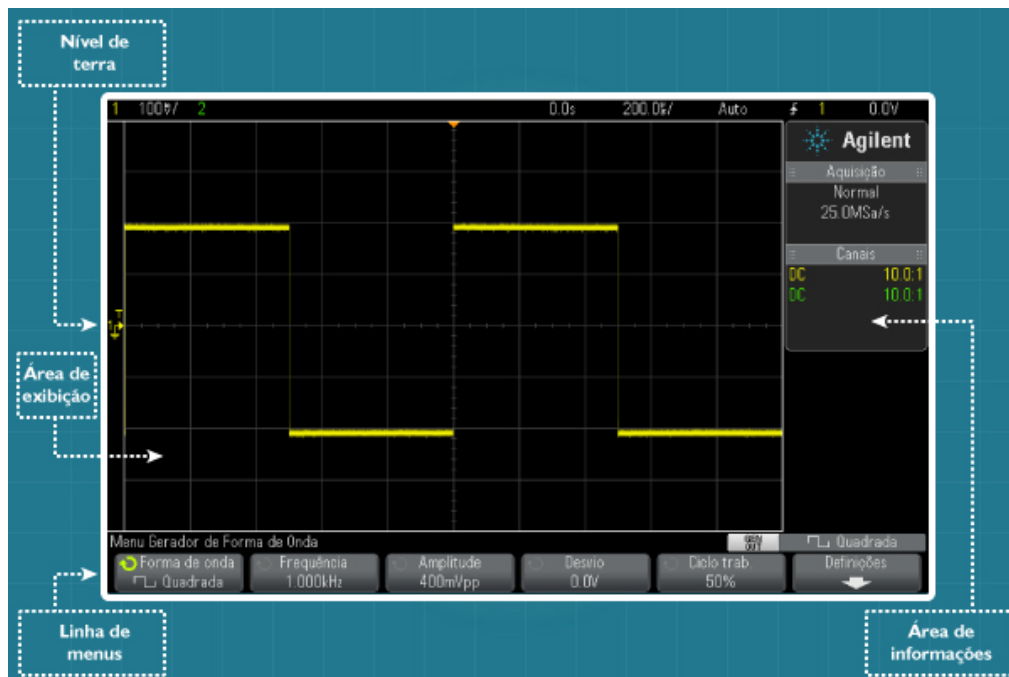 Nível de
terra
1 100㎷/ 2 0.0s 200.0㎲/ Auto 1 0.0V
Agilent
Aquisição
Normal
25.0MSa/s
Canais
DC 10.0:1
DC 10.0:1
T
Área de
exibição
Menu Gerador de Forma de Onda
GEN
OUT
Quadrada
Forma de onda
Quadrada
Frequência
1.000kHz
Amplitude
400mVpp
Desvio
0.0V
Ciclo trab.
50%
Definições
Linha de
menus
Área de
informações